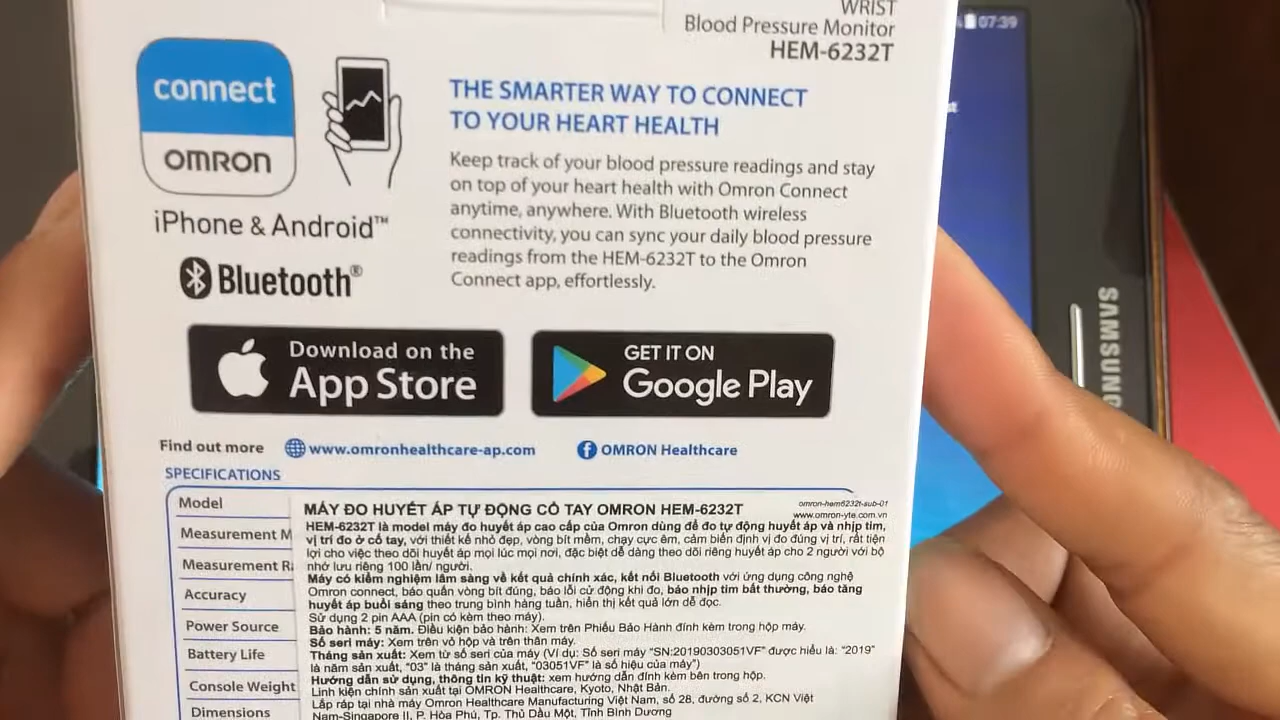 WRIST
Blood Pressure Monitor
HEM-6232T
07:39
connect
OMRON
iPhone & Android™
Bluetooth®
THE SMARTER WAY TO CONNECT
TO YOUR HEART HEALTH
Keep track of your blood pressure readings and stay
on top of your heart health with Omron Connect
anytime, anywhere. With Bluetooth wireless
connectivity, you can sync your daily blood pressure
readings from the HEM-6232T to the Omron
Connect app, effortlessly.
Download on the
App Store
GET IT ON
Google Play
SAMSUNG
Find out more
www.omronhealthcare-ap.com
OMRON Healthcare
SPECIFICATIONS
Model
Measurement M
Measurement Ra
Accuracy
Power Source
Battery Life
Console Weight
Dimensions
MÁY ĐO HUYẾT ÁP TỰ ĐỘNG CỔ TAY OMRON HEM-6232T
omron-hem6232t-sub-01
www.omron-yte.com.vn
HEM-6232T là model máy đo huyết áp cao cấp của Omron dùng để đo tự động huyết áp và nhịp tim,
vị trí đo ở cổ tay, với thiết kế nhỏ đẹp, vòng bít mềm, chạy cực êm, cảm biến định vị đo đúng vị trí, rất tiện
lợi cho việc theo dõi huyết áp mọi lúc mọi nơi, đặc biệt dễ dàng theo dõi riêng huyết áp cho 2 người với bộ
nhớ lưu riêng 100 lần/ người.
Máy có kiểm nghiệm lâm sàng về kết quả chính xác, kết nối Bluetooth với ứng dụng công nghệ
Omron connect, báo quấn vòng bít đúng, báo lỗi cử động khi đo, báo nhịp tim bất thường, báo tăng
huyết áp buổi sáng theo trung bình hàng tuần, hiển thị kết quả lớn dễ đọc.
Sử dụng 2 pin AAA (pin có kèm theo máy).
Bảo hành: 5 năm. Điều kiện bảo hành: Xem trên Phiếu Bảo Hành đính kèm trong hộp máy.
Số seri máy: Xem trên vỏ hộp và trên thân máy.
Tháng sản xuất: Xem từ số seri của máy (Ví dụ: Số seri máy "SN:20190303051VF" được hiểu là: "2019"
là năm sản xuất, "03" là tháng sản xuất, "03051VF" là số hiệu của máy")
Hướng dẫn sử dụng, thông tin kỹ thuật: xem hướng dẫn đính kèm bên trong hộp.
Linh kiện chính sản xuất tại OMRON Healthcare, Kyoto, Nhật Bản.
Lắp ráp tại nhà máy Omron Healthcare Manufacturing Việt Nam, số 28, đường số 2, KCN Việt
Nam-Singapore II, P. Hòa Phú, Tp. Thủ Dầu Một, Tỉnh Bình Dương